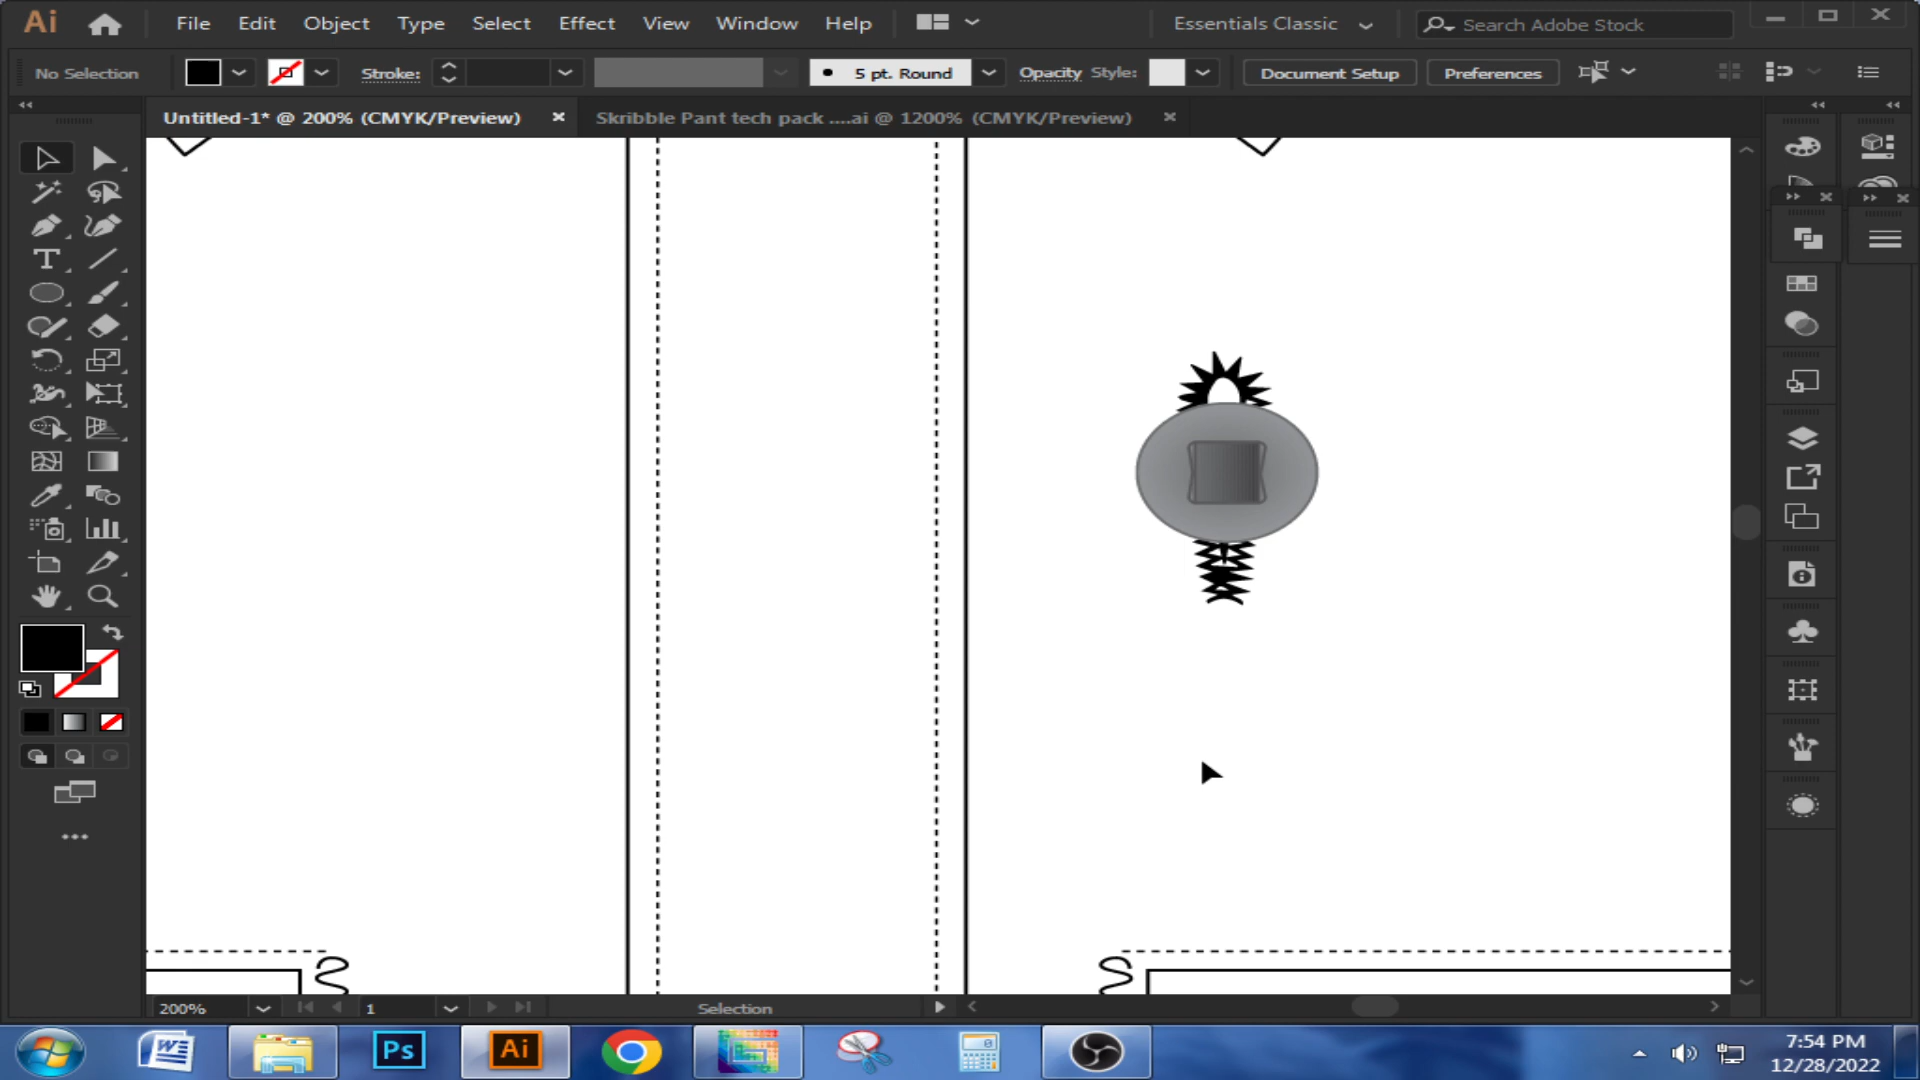 Ai File Edit Object Type Select Effect View Window Help Essentials Classic Search Adobe Stock
No Selection Stroke: 5 pt. Round Opacity Style: Document Setup Preferences
Untitled-1* @ 200% (CMYK/Preview) Skribble Pant tech pack ....ai @ 1200% (CMYK/Preview)
200% 1 Selection
Ps Ai 7:54 PM
12/28/2022